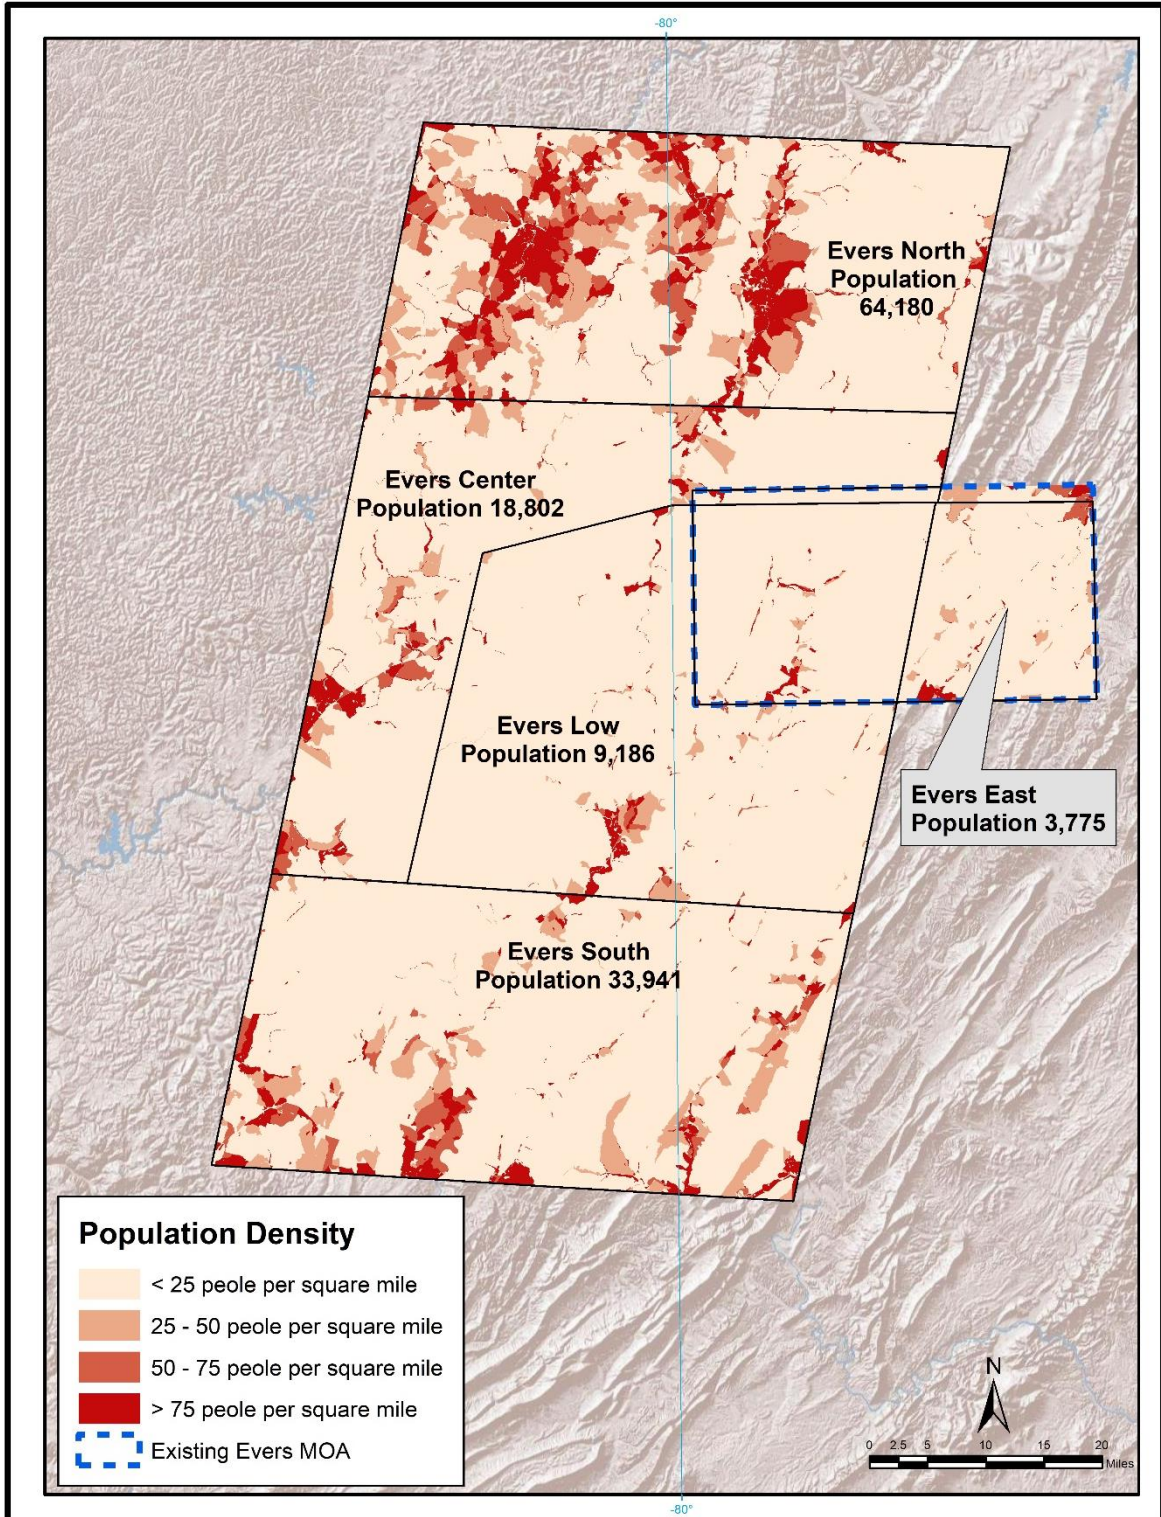 -80°
Evers North
Population
64,180
Evers Center
Population 18,802
Evers Low
Population 9,186
Evers East
Population 3,775
Evers South
Population 33,941
Population Density
< 25 peole per square mile
25 - 50 peole per square mile
50 - 75 peole per square mile
> 75 peole per square mile
Existing Evers MOA
N
0 2.5 5 10 15 20
Miles
-80°